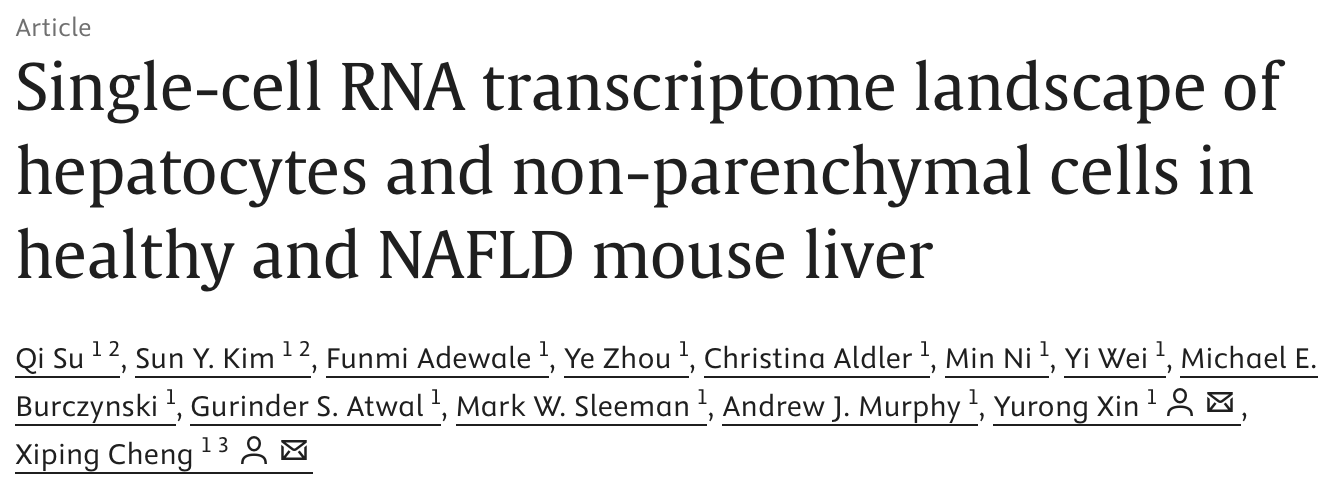 Article
Single-cell RNA transcriptome landscape of
hepatocytes and non-parenchymal cells in
healthy and NAFLD mouse liver
Qi Su 1 2, Sun Y. Kim 1 2, Funmi Adewale 1, Ye Zhou 1, Christina Aldler 1, Min Ni 1, Yi Wei 1, Michael E.
Burczynski 1, Gurinder S. Atwal 1, Mark W. Sleeman 1, Andrew J. Murphy 1, Yurong Xin 1,
Xiping Cheng 1 3